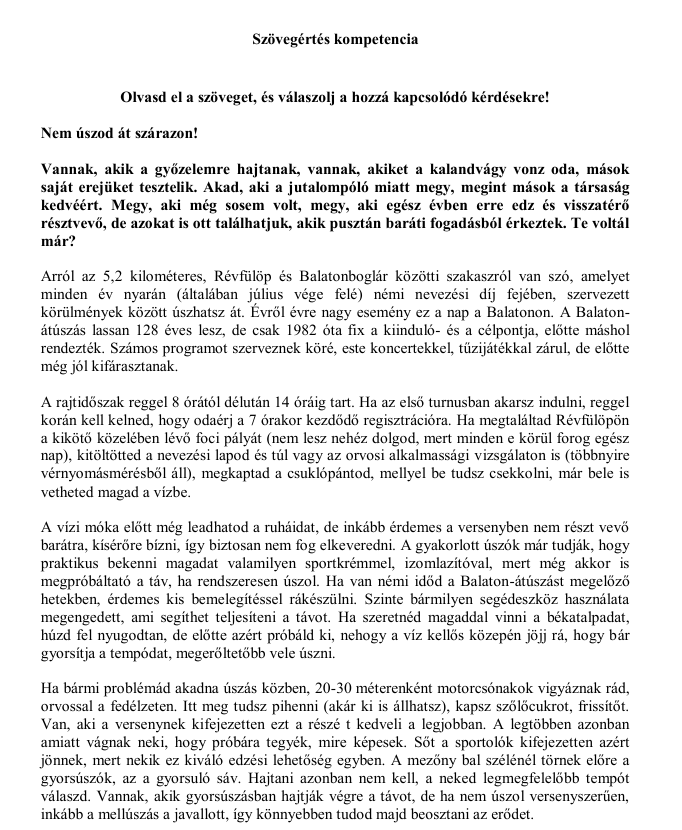 Szövegértés kompetencia
Olvasd el a szöveget, és válaszolj a hozzá kapcsolódó kérdésekre!
Nem úszod át szárazon!
Vannak, akik a győzelemre hajtanak, vannak, akiket a kalandvágy vonz oda, mások
saját erejüket tesztelik. Akad, aki a jutalompóló miatt megy, megint mások a társaság
kedvéért. Megy, aki még sosem volt, megy, aki egész évben erre edz és visszatérő
résztvevő, de azokat is ott találhatjuk, akik pusztán baráti fogadásból érkeztek. Te voltál
már?
Arról az 5,2 kilométeres, Révfülöp és Balatonboglár közötti szakaszról van szó, amelyet
minden év nyarán (általában július vége felé) némi nevezési díj fejében, szervezett
körülmények között úszhatsz át. Évről évre nagy esemény ez a nap a Balatonon. A Balaton-
átúszás lassan 128 éves lesz, de csak 1982 óta fix a kiinduló- és a célpontja, előtte máshol
rendezték. Számos programot szerveznek köré, este koncertekkel, tűzijátékkal zárul, de előtte
még jól kifárasztanak.
A rajtidőszak reggel 8 órától délután 14 óráig tart. Ha az első turnusban akarsz indulni, reggel
korán kell kelned, hogy odaérj a 7 órakor kezdődő regisztrációra. Ha megtaláltad Révfülöpön
a kikötő közelében lévő foci pályát (nem lesz nehéz dolgod, mert minden e körül forog egész
nap), kitöltötted a nevezési lapod és túl vagy az orvosi alkalmassági vizsgálaton is (többnyire
vérnyomásmérésből áll), megkaptad a csuklópántod, mellyel be tudsz csekkolni, már bele is
vetheted magad a vízbe.
A vízi móka előtt még leadhatod a ruháidat, de inkább érdemes a versenyben nem részt vevő
barátra, kísérőre bízni, így biztosan nem fog elkeveredni. A gyakorlott úszók már tudják, hogy
praktikus bekenni magadat valamilyen sportkrémmel, izomlazítóval, mert még akkor is
megpróbáltató a táv, ha rendszeresen úszol. Ha van némi időd a Balaton-átúszást megelőző
hetekben, érdemes kis bemelegítéssel rákészülni. Szinte bármilyen segédeszköz használata
megengedett, ami segíthet teljesíteni a távot. Ha szeretnéd magaddal vinni a békatalpadat,
húzd fel nyugodtan, de előtte azért próbáld ki, nehogy a víz kellős közepén jöjj rá, hogy bár
gyorsítja a tempódat, megerőltetőbb vele úszni.
Ha bármi problémád akadna úszás közben, 20-30 méterenként motorcsónakok vigyáznak rád,
orvossal a fedélzeten. Itt meg tudsz pihenni (akár ki is állhatsz), kapsz szőlőcukrot, frissítőt.
Van, aki a versenynek kifejezetten ezt a részé t kedveli a legjobban. A legtöbben azonban
amiatt vágnak neki, hogy próbára tegyék, mire képesek. Sőt a sportolók kifejezetten azért
jönnek, mert nekik ez kiváló edzési lehetőség egyben. A mezőny bal szélénél törnek előre a
gyorsúszók, az a gyorsuló sáv. Hajtani azonban nem kell, a neked legmegfelelőbb tempót
válaszd. Vannak, akik gyorsúszásban hajtják végre a távot, de ha nem úszol versenyszerűen,
inkább a mellúszás a javallott, így könnyebben tudod majd beosztani az erődet.